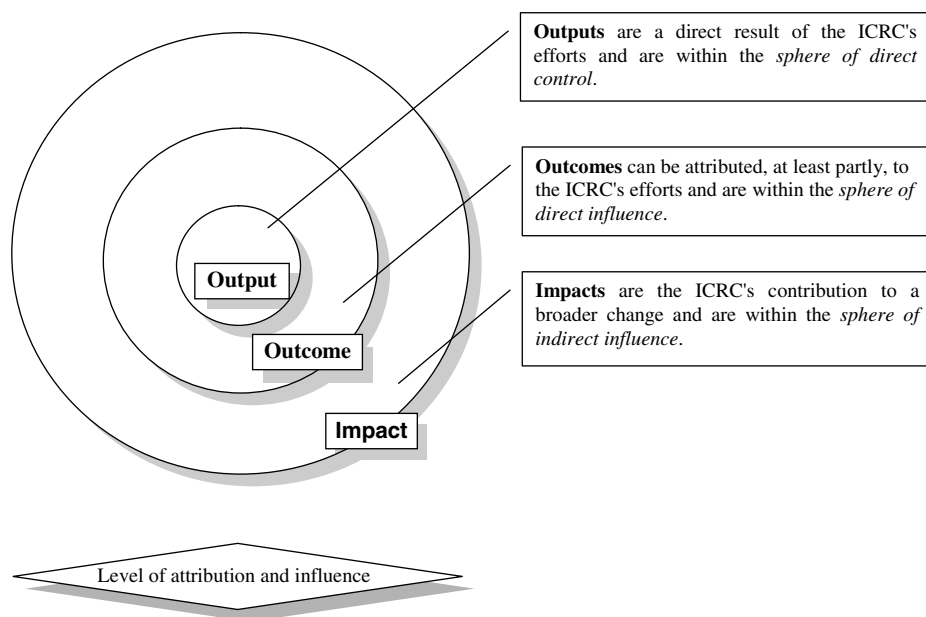 Outputs are a direct result of the ICRC's
efforts and are within the sphere of direct
control.
Outcomes can be attributed, at least partly, to
the ICRC's efforts and are within the sphere of
direct influence.
Impacts are the ICRC's contribution to a
broader change and are within the sphere of
indirect influence.
Output
Outcome
Impact
Level of attribution and influence